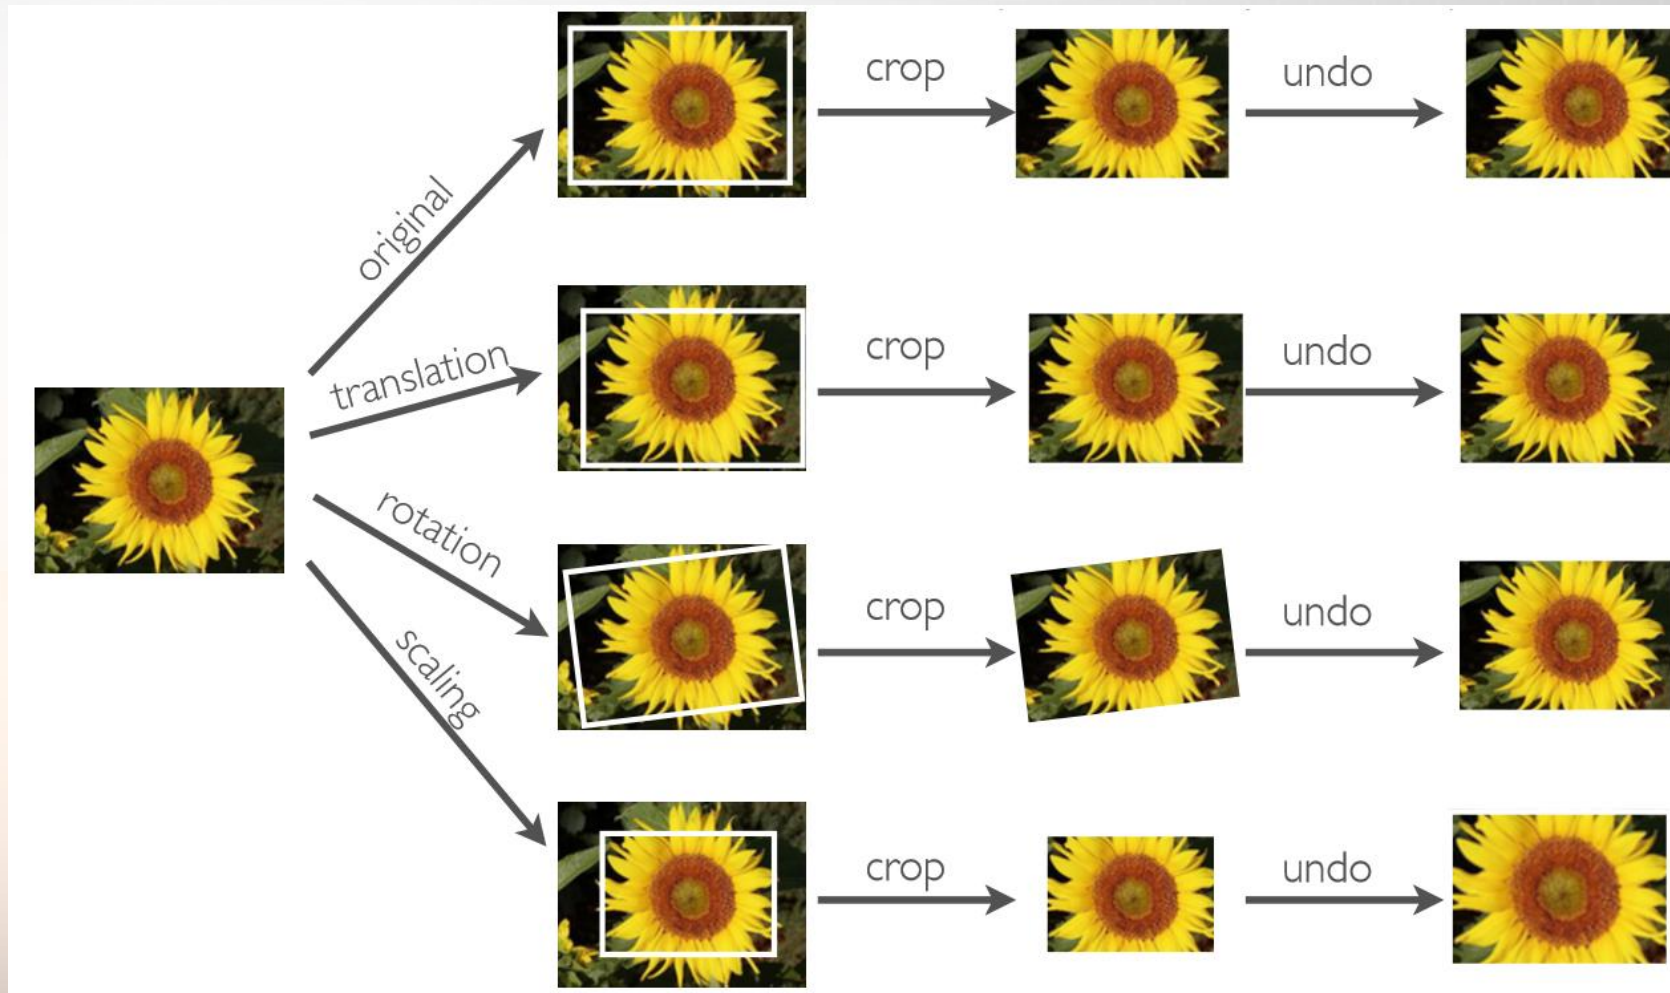 original
crop
undo
translation
crop
undo
rotation
crop
undo
scaling
crop
undo